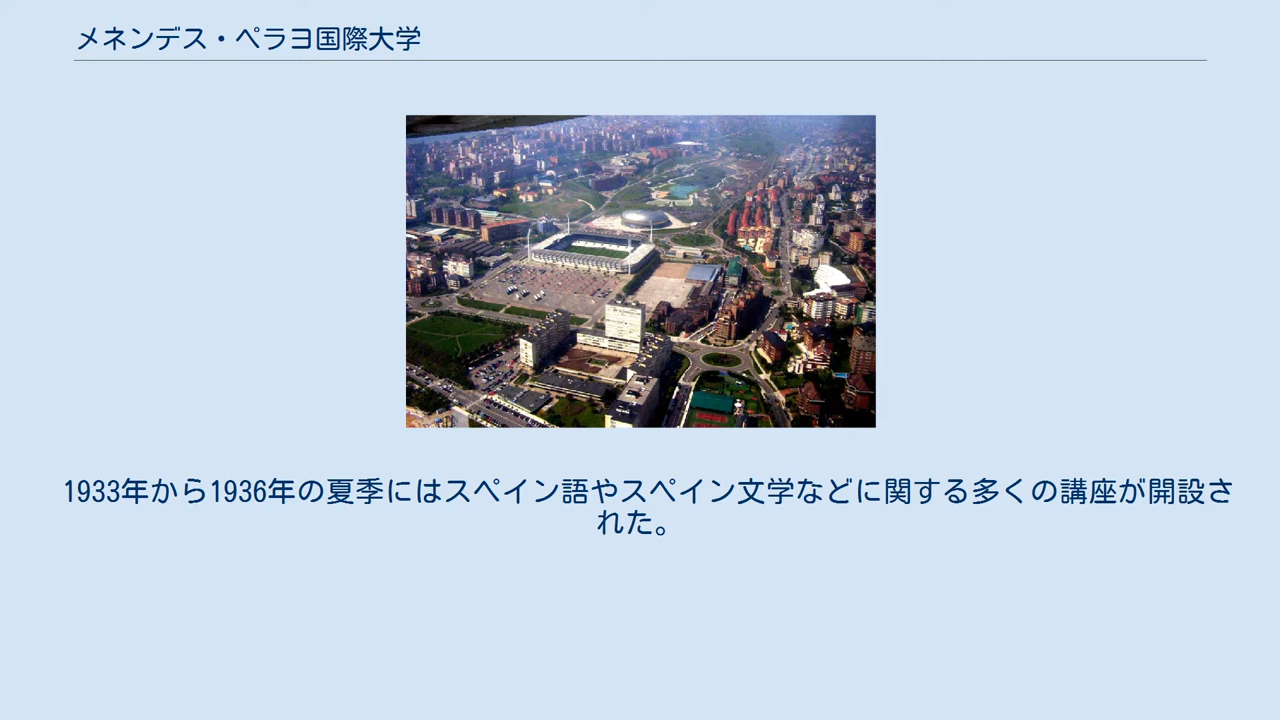 メネンデス・ペラヨ国際大学
1933年から1936年の夏季にはスペイン語やスペイン文学などに関する多くの講座が開設さ
れた。